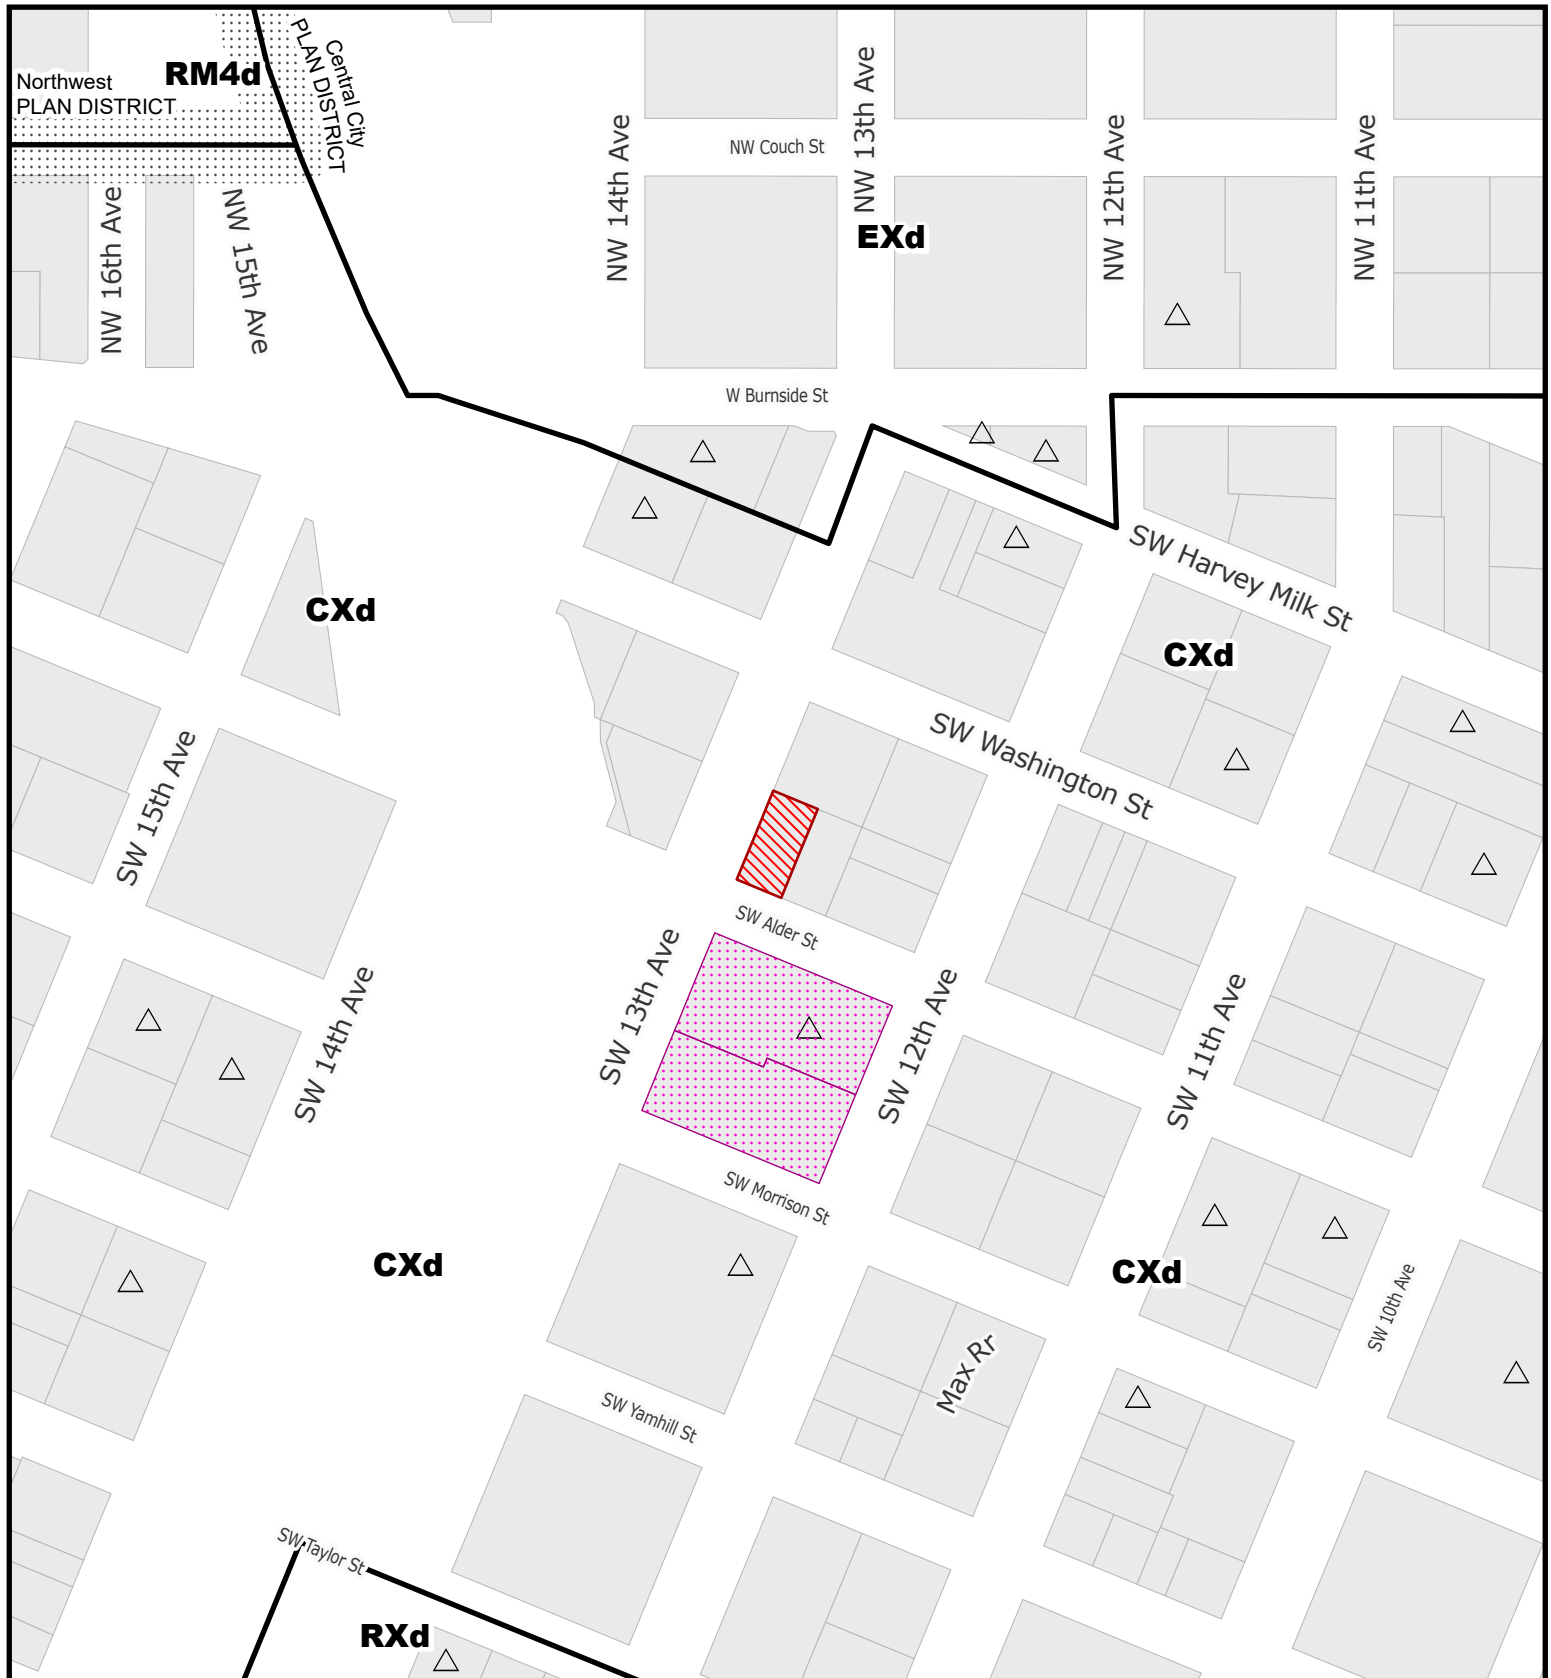 Northwest
PLAN DISTRICT
RM4d
Central City
PLAN DISTRICT
NW 13th Ave
NW 14th Ave
NW 12th Ave
NW 11th Ave
NW Couch St
NW 16th Ave
NW 15th Ave
EXd
W Burnside St
SW Harvey Milk St
CXd
CXd
SW Washington St
SW 15th Ave
SW Alder St
SW 13th Ave
SW 14th Ave
SW 12th Ave
SW 11th Ave
SW Morrison St
CXd
CXd
SW 10th Ave
Max Rr
SW Yamhill St
SW Taylor St
RXd